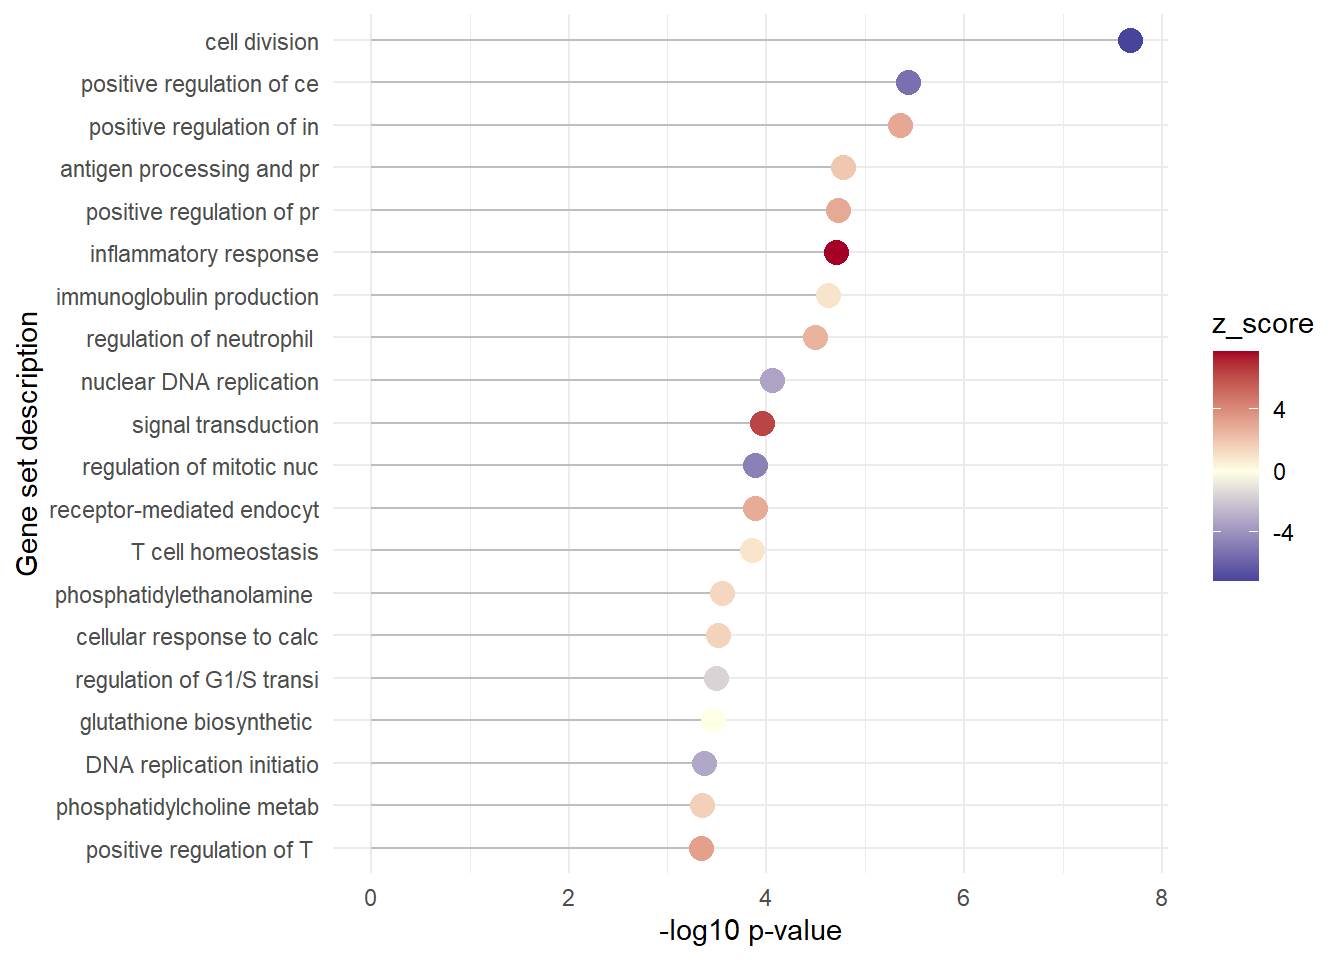 cell division
positive regulation of ce
positive regulation of in
antigen processing and pr
positive regulation of pr
inflammatory response
immunoglobulin production
regulation of neutrophil
nuclear DNA replication
signal transduction
regulation of mitotic nuc
receptor-mediated endocyt
T cell homeostasis
phosphatidylethanolamine
cellular response to calc
regulation of G1/S transi
glutathione biosynthetic
DNA replication initiatio
phosphatidylcholine metab
positive regulation of T
Gene set description
0 2 4 6 8
-log10 p-value
z_score
4
0
-4